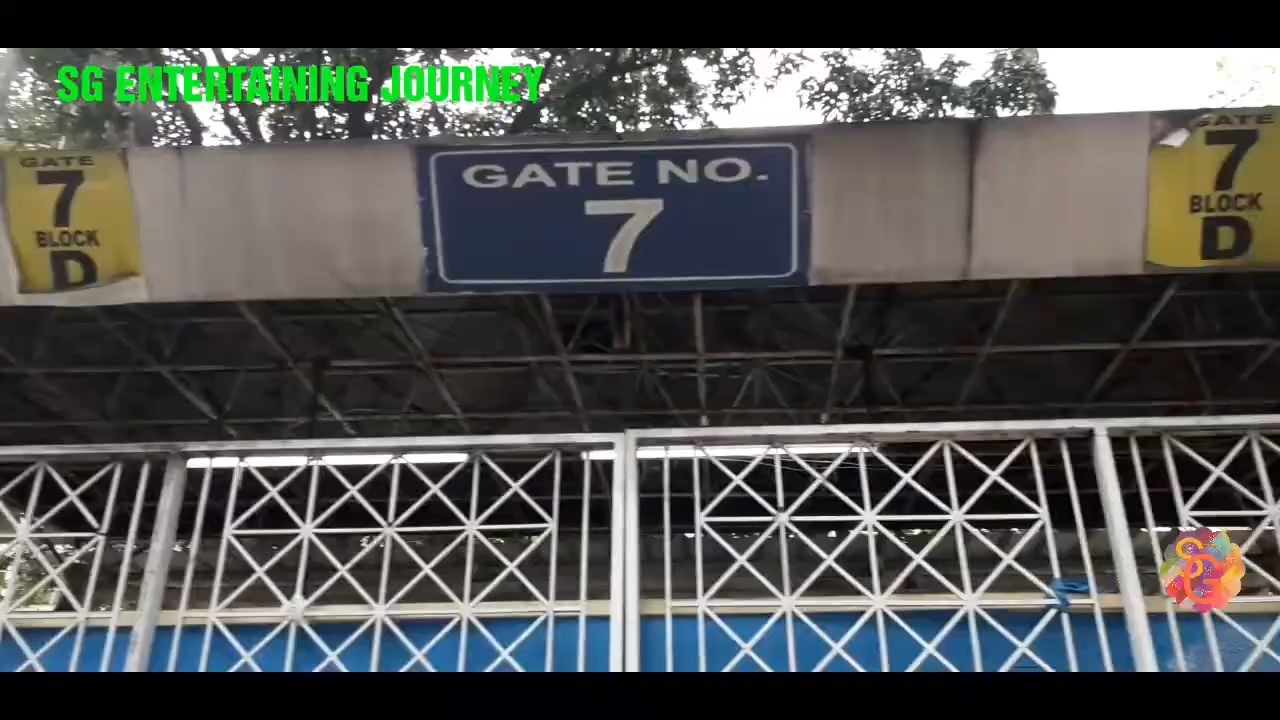 SG ENTERTAINING JOURNEY
GATE
7
BLOCK
D
GATE NO.
7
GATE
7
BLOCK
D